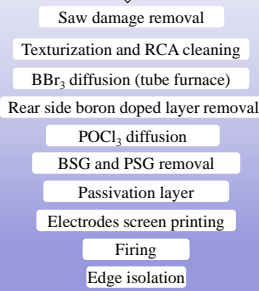 Saw damage removal
Texturization and RCA cleaning
BBr₃ diffusion (tube furnace)
Rear side boron doped layer removal
POCl₃ diffusion
BSG and PSG removal
Passivation layer
Electrodes screen printing
Firing
Edge isolation